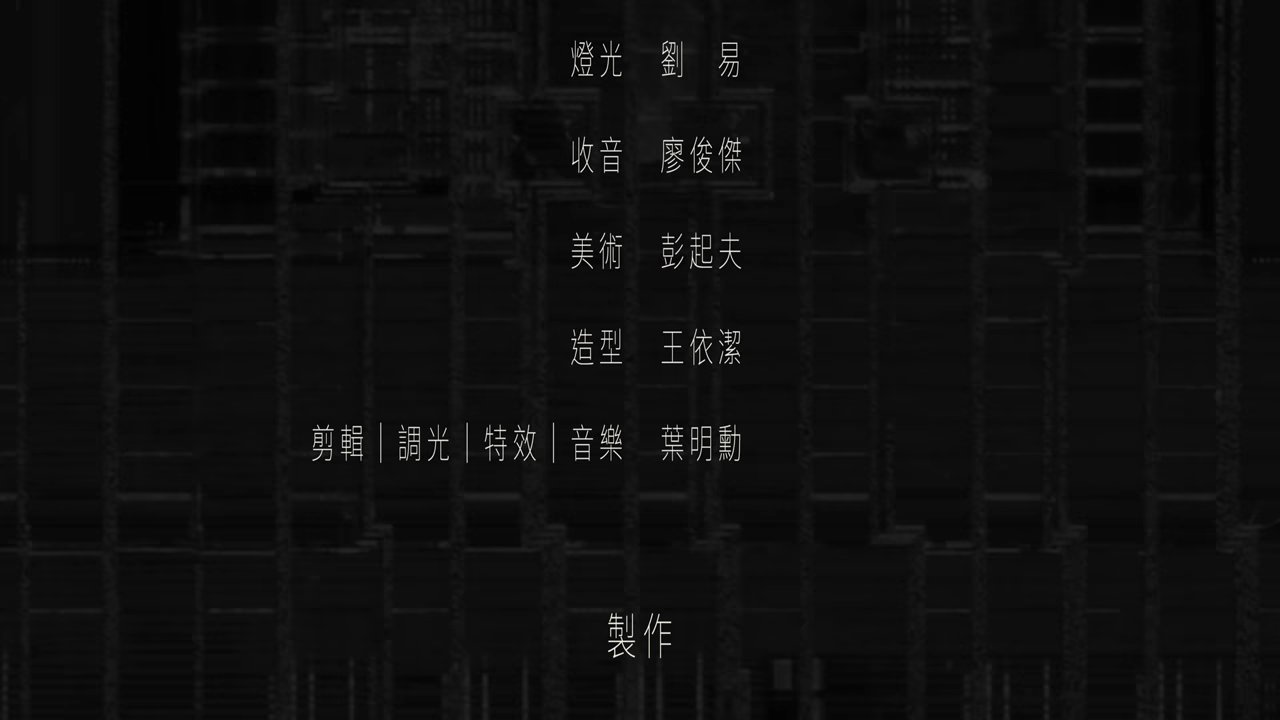 燈光　劉　易
收音　廖俊傑
美術　彭起夫
造型　王依潔
剪輯｜調光｜特效｜音樂　葉明勳
製作